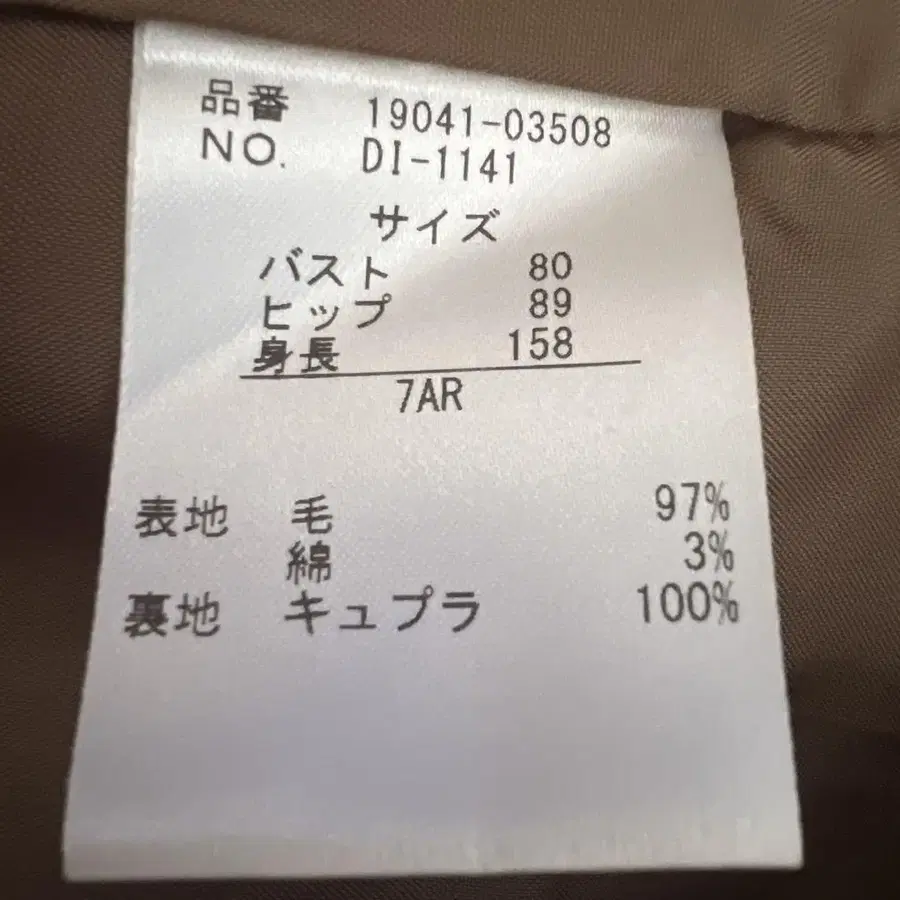 品番 19041-03508
NO. DI-1141
サイズ
バスト 80
ヒップ 89
身長 158
7AR
表地 毛 97%
綿 3%
裏地 キュプラ 100%